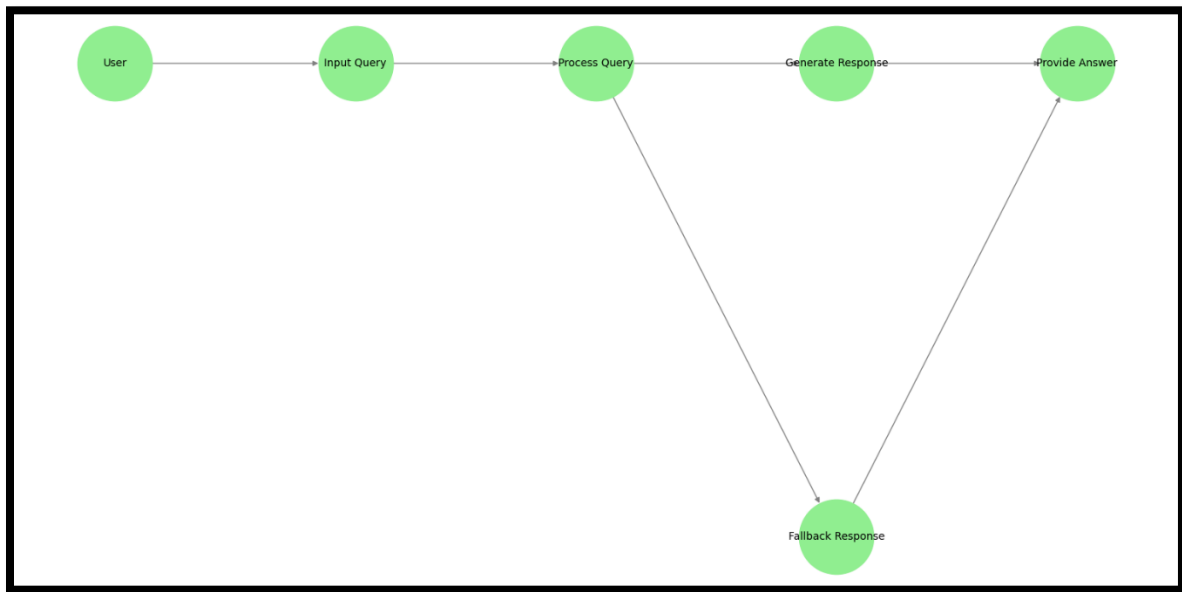 User
Input Query
Process Query
Generate Response
Provide Answer
Fallback Response